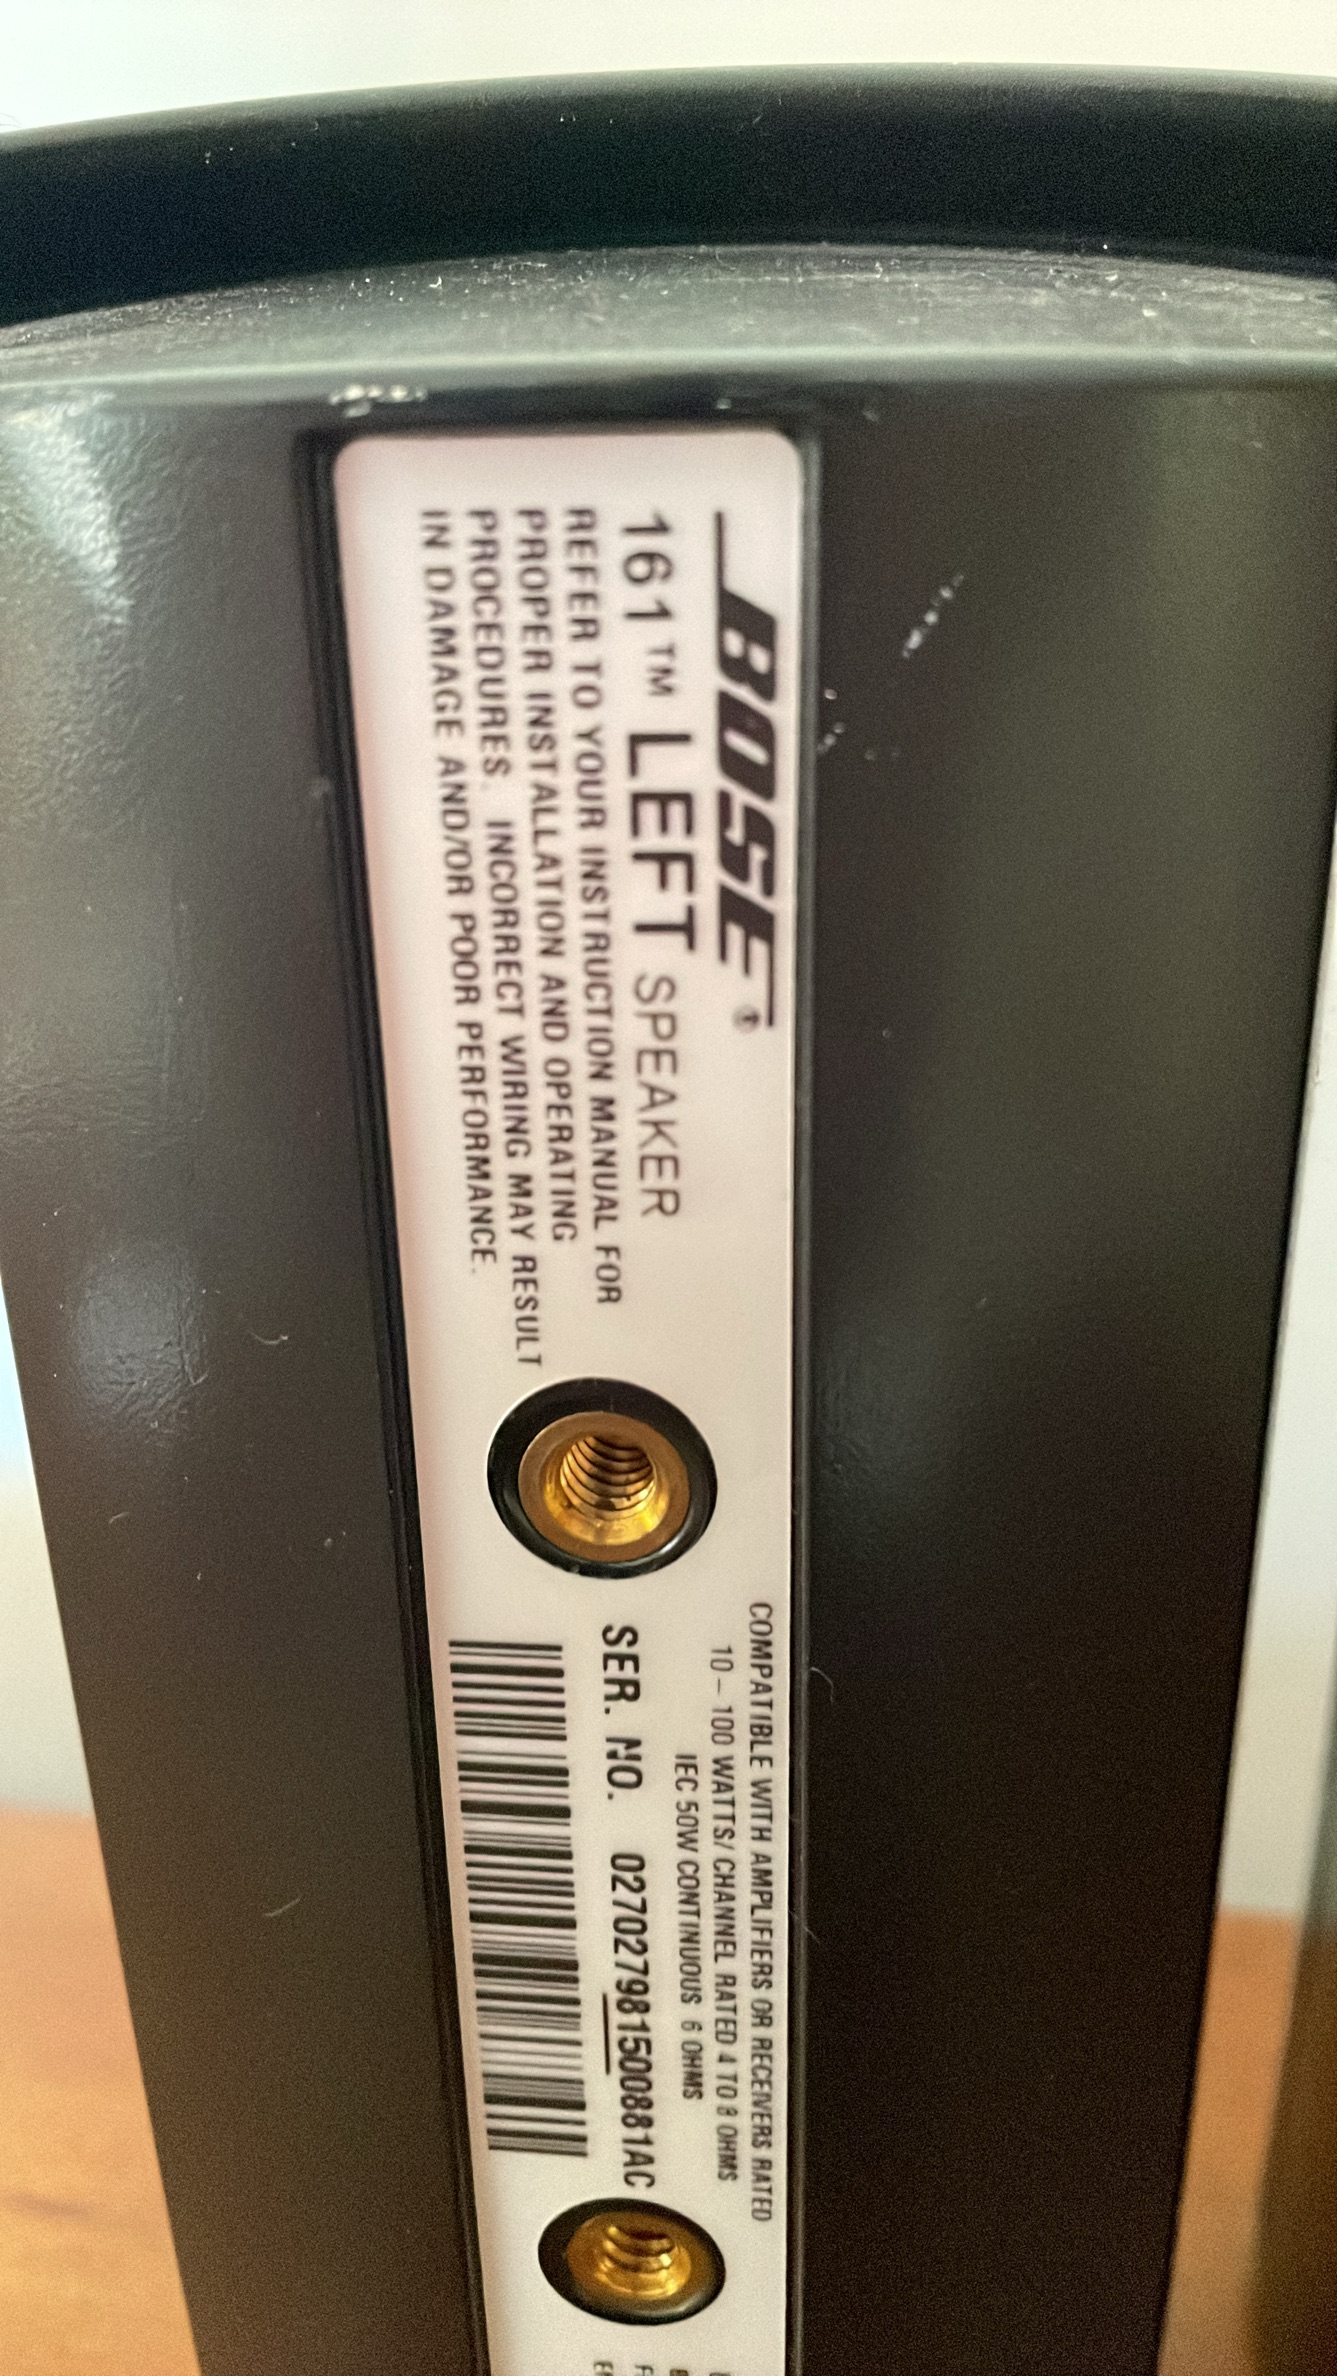 BOSE®
161™ LEFT SPEAKER
REFER TO YOUR INSTRUCTION MANUAL FOR
PROPER INSTALLATION AND OPERATING
PROCEDURES. INCORRECT WIRING MAY RESULT
IN DAMAGE AND/OR POOR PERFORMANCE.
COMPATIBLE WITH AMPLIFIERS OR RECEIVERS RATED
10 – 100 WATTS/ CHANNEL RATED 4 TO 8 OHMS
IEC 50W CONTINUOUS 6 OHMS
SER. NO. 027027981500881AC